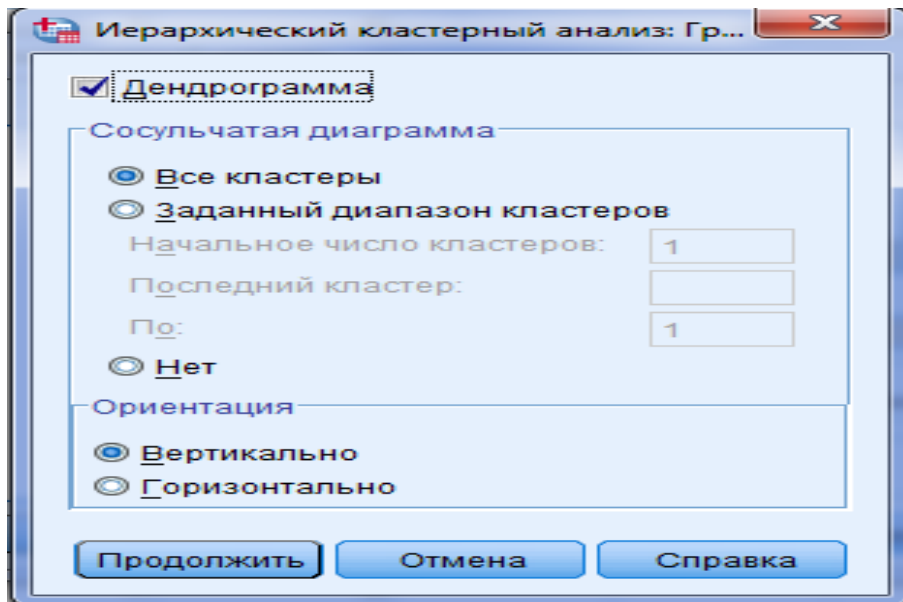 Иерархический кластерный анализ: Гр...
Дендрограмма
Сосульчатая диаграмма
Все кластеры
Заданный диапазон кластеров
Начальное число кластеров: 1
Последний кластер:
По: 1
Нет
Ориентация
Вертикально
Горизонтально
Продолжить Отмена Справка